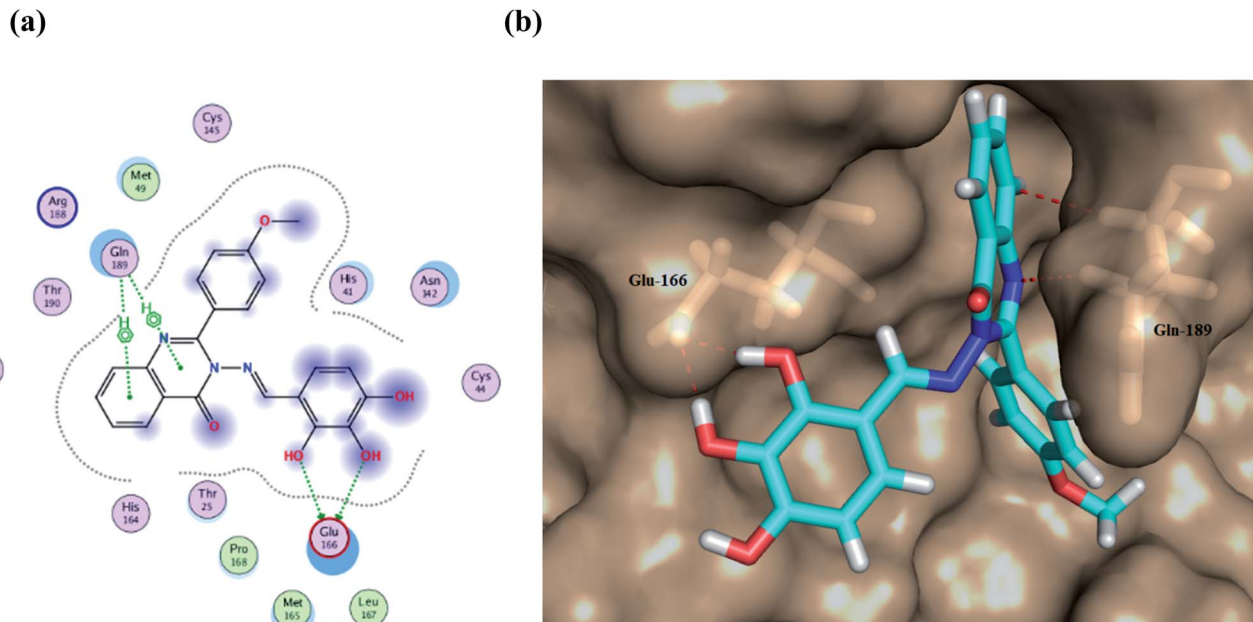 (a)
(b)
Cys
145
Met
49
Arg
188
Gln
189
Thr
190
His
41
Asn
142
Cys
44
O
H
H
N
N
N
O
OH
HO
OH
His
164
Thr
25
Glu
166
Pro
168
Met
165
Leu
167
Glu-166
Gln-189